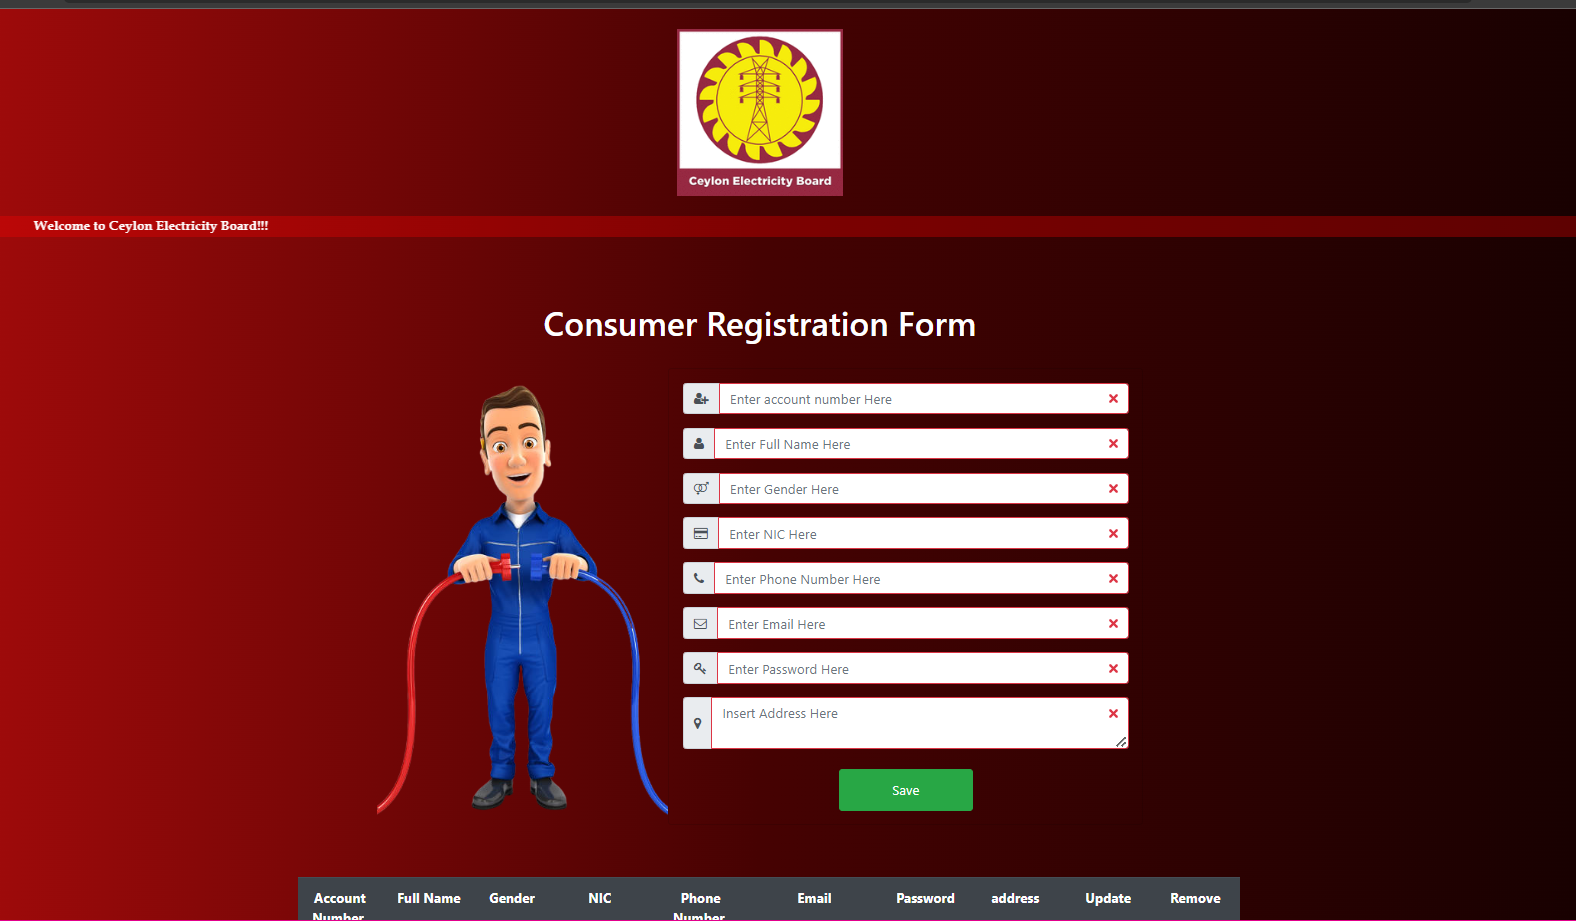 Ceylon Electricity Board
Welcome to Ceylon Electricity Board!!!
Consumer Registration Form
Enter account number Here
Enter Full Name Here
Enter Gender Here
Enter NIC Here
Enter Phone Number Here
Enter Email Here
Enter Password Here
Insert Address Here
Save
Account Number Full Name Gender NIC Phone Number Email Password address Update Remove